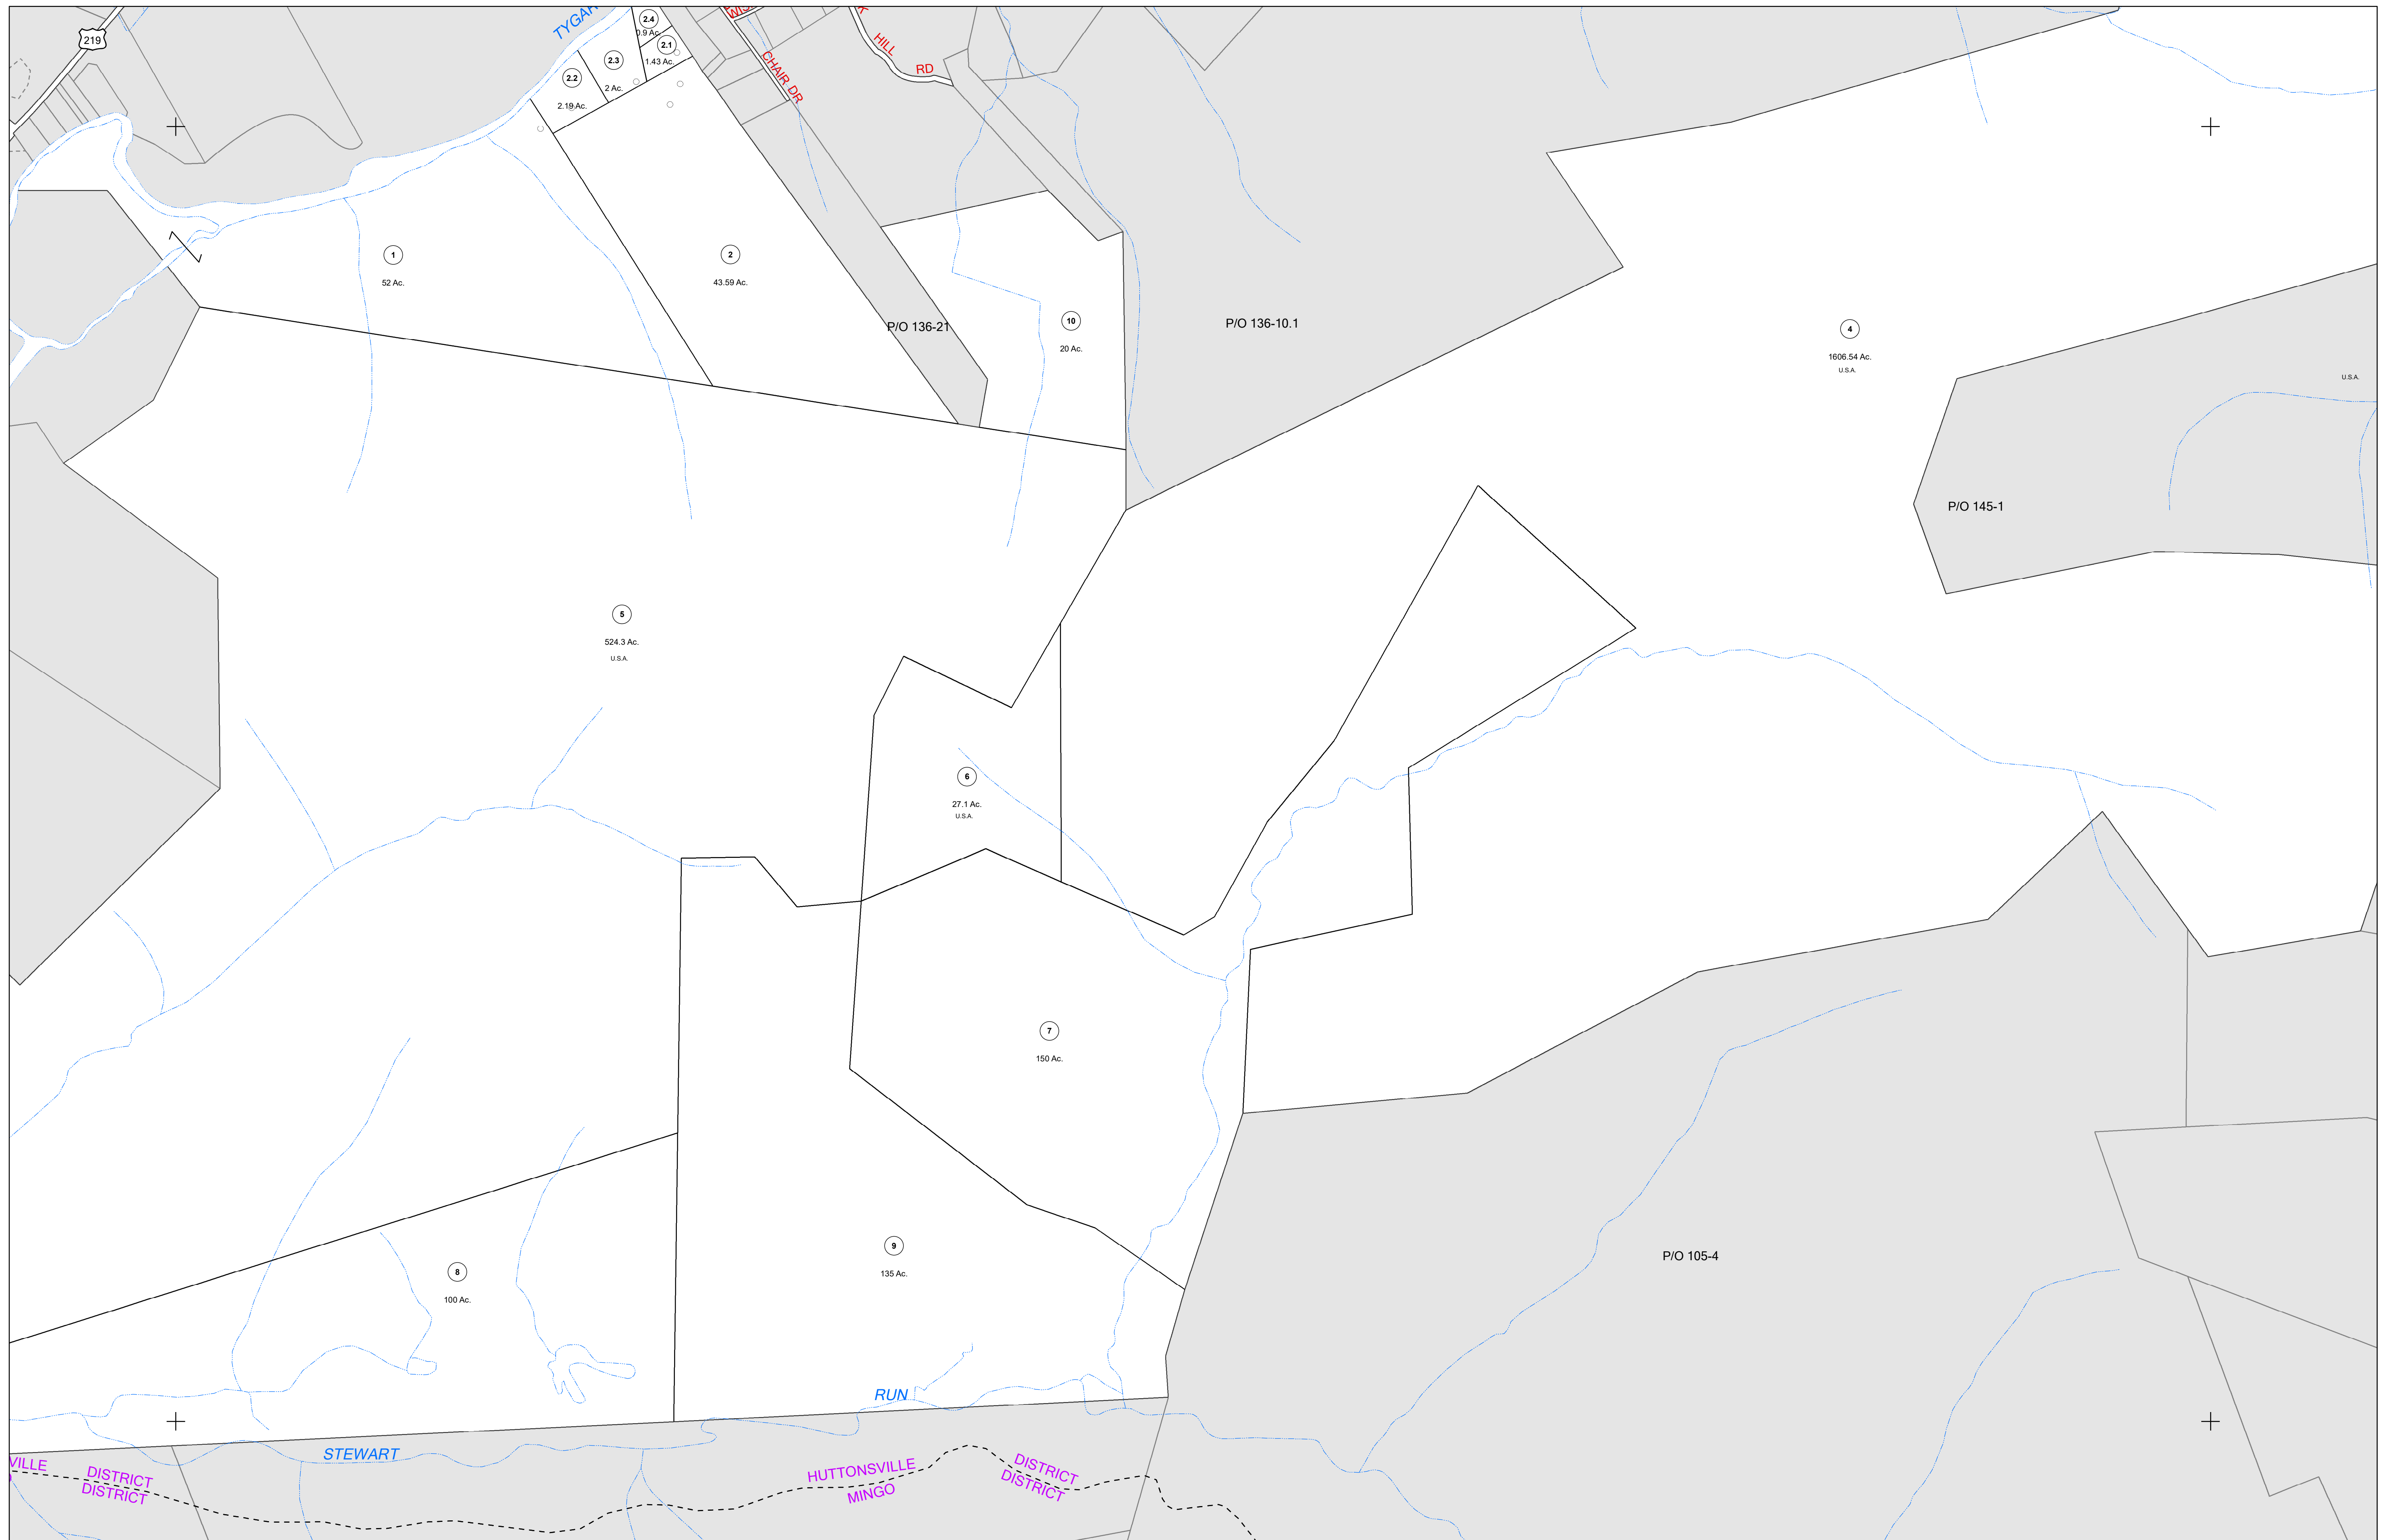 219
2.4
0.9 Ac.
2.1
1.43 Ac.
2.3
2 Ac.
2.2
2.19 Ac.
CHAIR DR
HILL
RD
1
52 Ac.
2
43.59 Ac.
P/O 136-21
10
20 Ac.
P/O 136-10.1
4
1606.54 Ac.
U.S.A.
U.S.A.
P/O 145-1
5
524.3 Ac.
U.S.A.
6
27.1 Ac.
U.S.A.
7
150 Ac.
9
135 Ac.
8
100 Ac.
P/O 105-4
RUN
STEWART
VILLE DISTRICT
DISTRICT
HUTTONSVILLE DISTRICT
MINGO DISTRICT